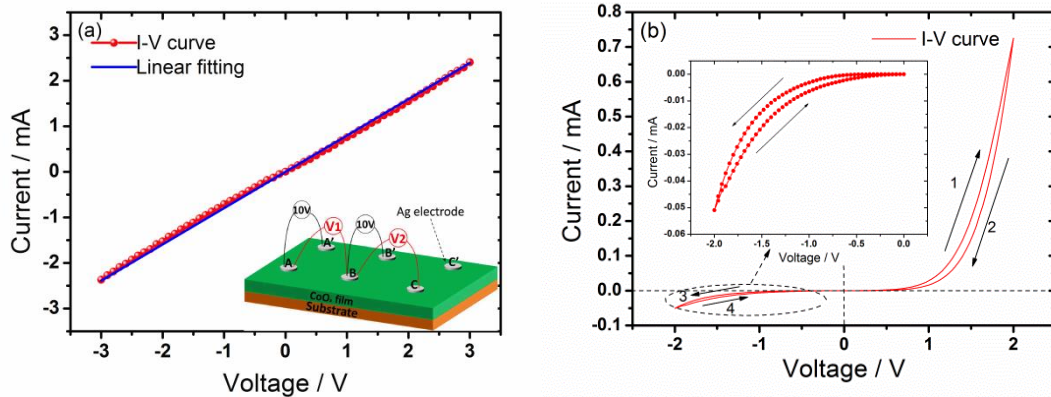 (a)
I-V curve
Linear fitting
Current / mA
3
2
1
0
-1
-2
-3
-3 -2 -1 0 1 2 3
Voltage / V
10V V1 10V V2
Ag electrode
A' B' C'
A B C
CoOₓ film
Substrate
(b)
I-V curve
Current / mA
0.8
0.7
0.6
0.5
0.4
0.3
0.2
0.1
0.0
-0.1
-2 -1 0 1 2
Voltage / V
1
2
3
4
Current / mA
0.00
-0.01
-0.02
-0.03
-0.04
-0.05
-0.06
-2.0 -1.5 -1.0 -0.5 0.0
Voltage / V